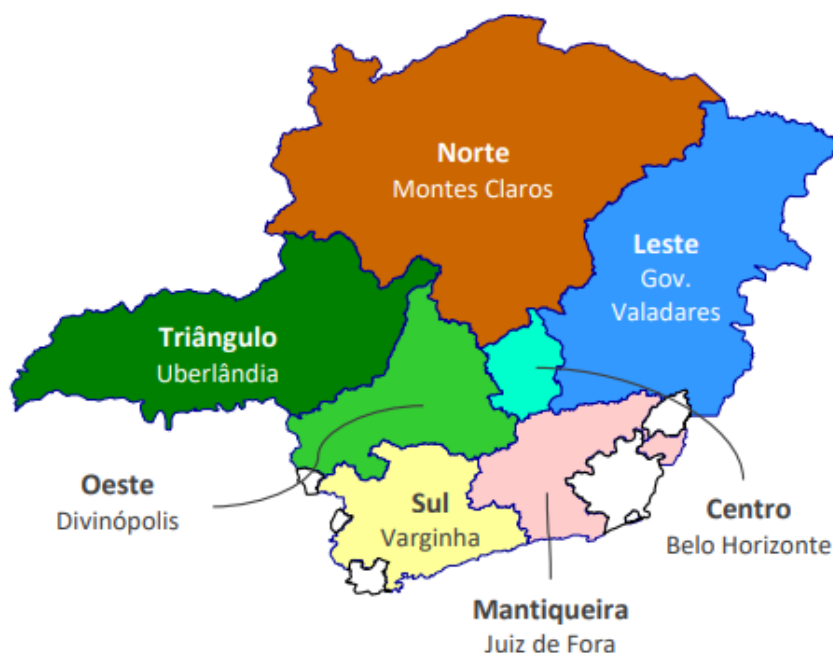 Norte
Montes Claros
Leste
Gov.
Valadares
Triângulo
Uberlândia
Oeste
Divinópolis
Sul
Varginha
Centro
Belo Horizonte
Mantiqueira
Juiz de Fora